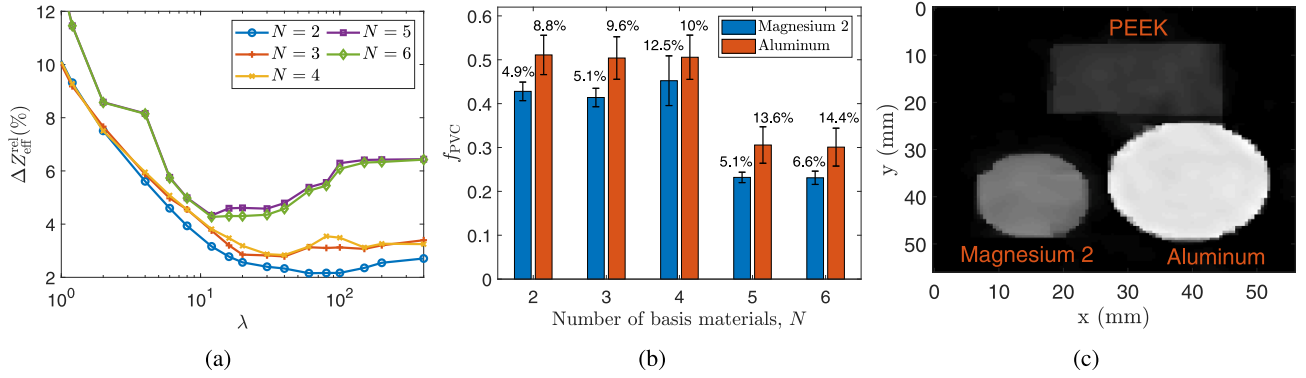 12
10
8
6
4
2
ΔZ_eff^rel(%)
N = 2
N = 3
N = 4
N = 5
N = 6
10^0
10^1
10^2
λ
(a)
0.6
0.5
0.4
0.3
0.2
0.1
0
f_PVC
Magnesium 2
Aluminum
4.9%
8.8%
5.1%
9.6%
12.5%
10%
5.1%
13.6%
6.6%
14.4%
2
3
4
5
6
Number of basis materials, N
(b)
0
10
20
30
40
50
y (mm)
PEEK
Magnesium 2
Aluminum
0
10
20
30
40
50
x (mm)
(c)